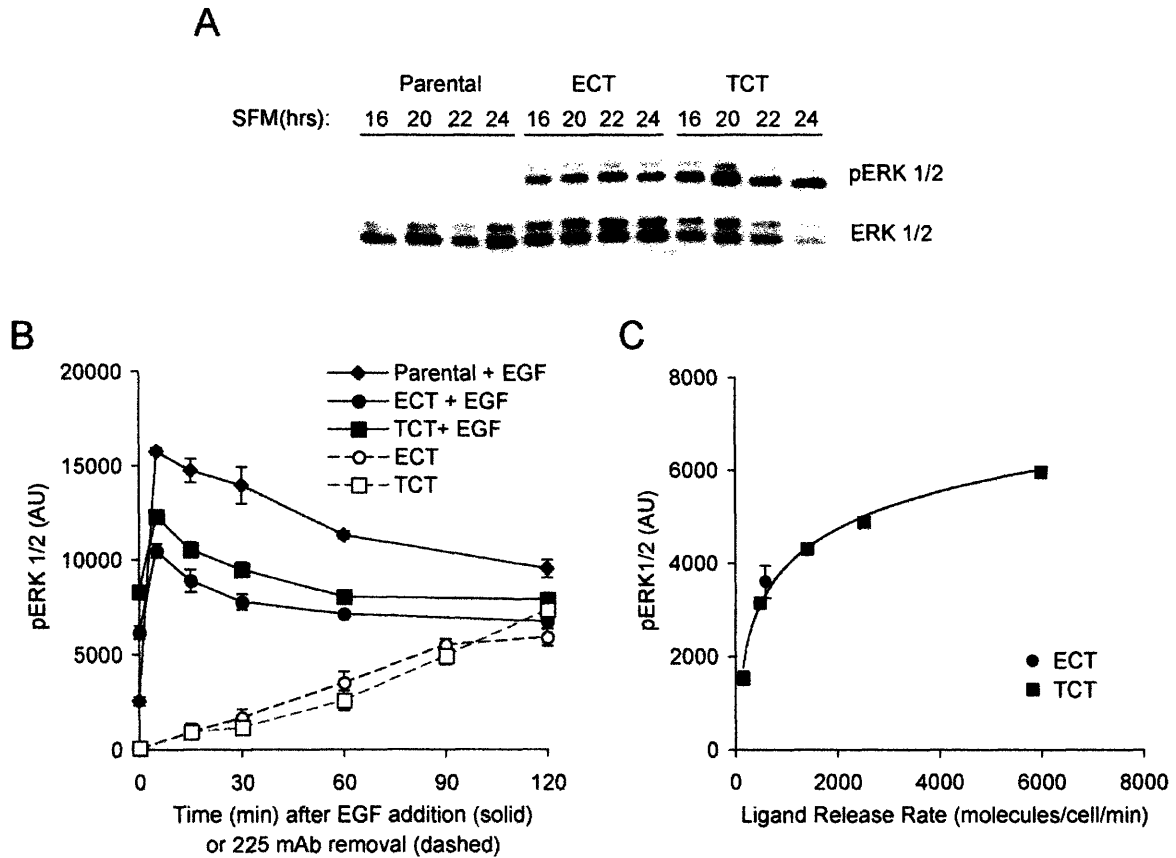 A
Parental ECT TCT
SFM(hrs): 16 20 22 24 16 20 22 24 16 20 22 24
pERK 1/2
ERK 1/2
B
20000
15000
10000
5000
0
pERK 1/2 (AU)
Parental + EGF
ECT + EGF
TCT+ EGF
ECT
TCT
0 30 60 90 120
Time (min) after EGF addition (solid)
or 225 mAb removal (dashed)
C
8000
6000
4000
2000
0
pERK1/2 (AU)
ECT
TCT
0 2000 4000 6000 8000
Ligand Release Rate (molecules/cell/min)